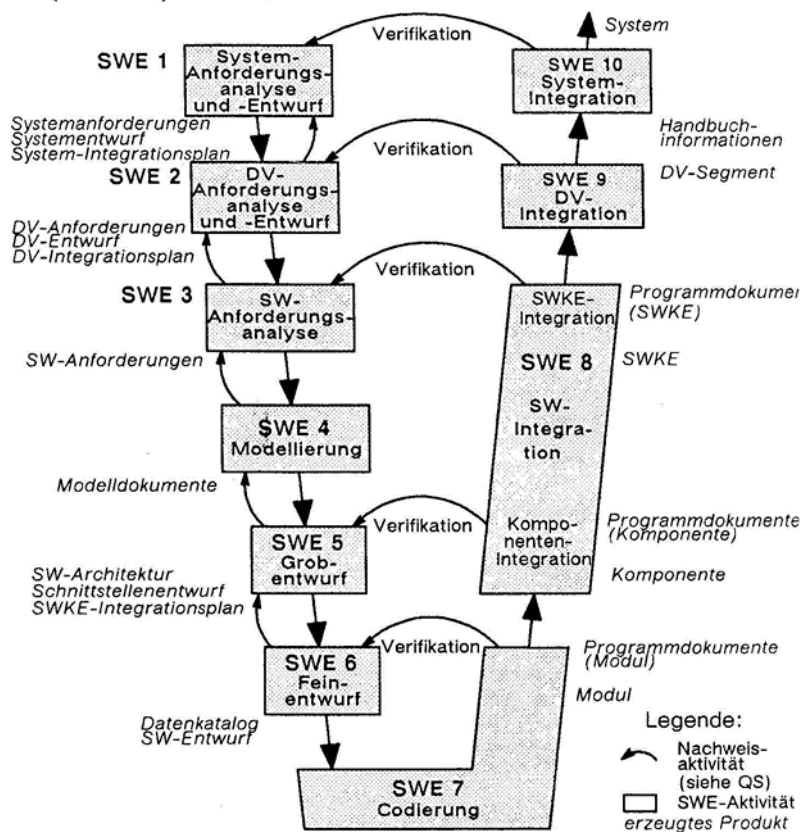 System
Verifikation
SWE 1
System-
Anforderungs-
analyse
und -Entwurf
SWE 10
System-
Integration
Systemanforderungen
Systementwurf
System-Integrationsplan
Handbuch-
informationen
Verifikation
SWE 2
DV-
Anforderungs-
analyse
und -Entwurf
SWE 9
DV-
Integration
DV-Segment
DV-Anforderungen
DV-Entwurf
DV-Integrationsplan
Verifikation
SWE 3
SW-
Anforderungs-
analyse
SWKE-
Integration
Programmdokumen
(SWKE)
SWE 8
SWKE
SW-
Integra-
tion
SW-Anforderungen
SWE 4
Modellierung
Modelldokumente
Verifikation
SWE 5
Grob-
entwurf
Kompo-
nenten-
Integration
Programmdokumente
(Komponente)
Komponente
SW-Architektur
Schnittstellenentwurf
SWKE-Integrationsplan
Verifikation
SWE 6
Fein-
entwurf
Programmdokumente
(Modul)
Modul
Datenkatalog
SW-Entwurf
SWE 7
Codierung
Legende:
Nachweis-
aktivität
(siehe QS)
SWE-Aktivität
erzeugtes Produkt